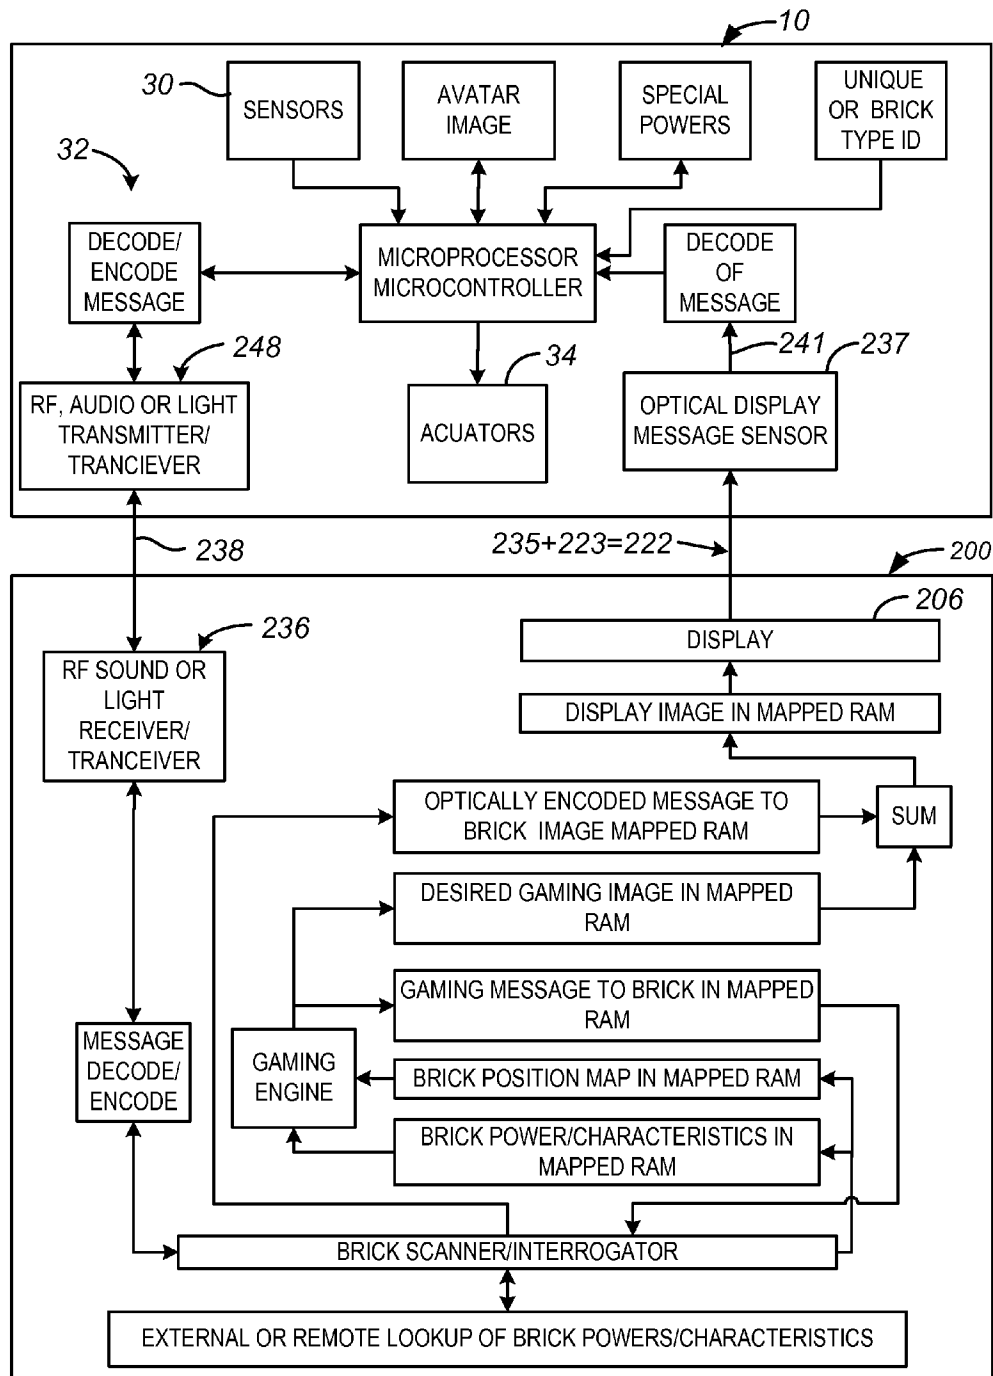 10
30
SENSORS
AVATAR
IMAGE
SPECIAL
POWERS
UNIQUE
OR BRICK
TYPE ID
32
DECODE/
ENCODE
MESSAGE
MICROPROCESSOR
MICROCONTROLLER
DECODE
OF
MESSAGE
248
34
241
237
RF, AUDIO OR LIGHT
TRANSMITTER/
TRANCIEVER
ACUATORS
OPTICAL DISPLAY
MESSAGE SENSOR
238
235+223=222
200
236
206
RF SOUND OR
LIGHT
RECEIVER/
TRANCEIVER
DISPLAY
DISPLAY IMAGE IN MAPPED RAM
OPTICALLY ENCODED MESSAGE TO
BRICK IMAGE MAPPED RAM
SUM
DESIRED GAMING IMAGE IN MAPPED
RAM
GAMING MESSAGE TO BRICK IN MAPPED
RAM
MESSAGE
DECODE/
ENCODE
GAMING
ENGINE
BRICK POSITION MAP IN MAPPED RAM
BRICK POWER/CHARACTERISTICS IN
MAPPED RAM
BRICK SCANNER/INTERROGATOR
EXTERNAL OR REMOTE LOOKUP OF BRICK POWERS/CHARACTERISTICS